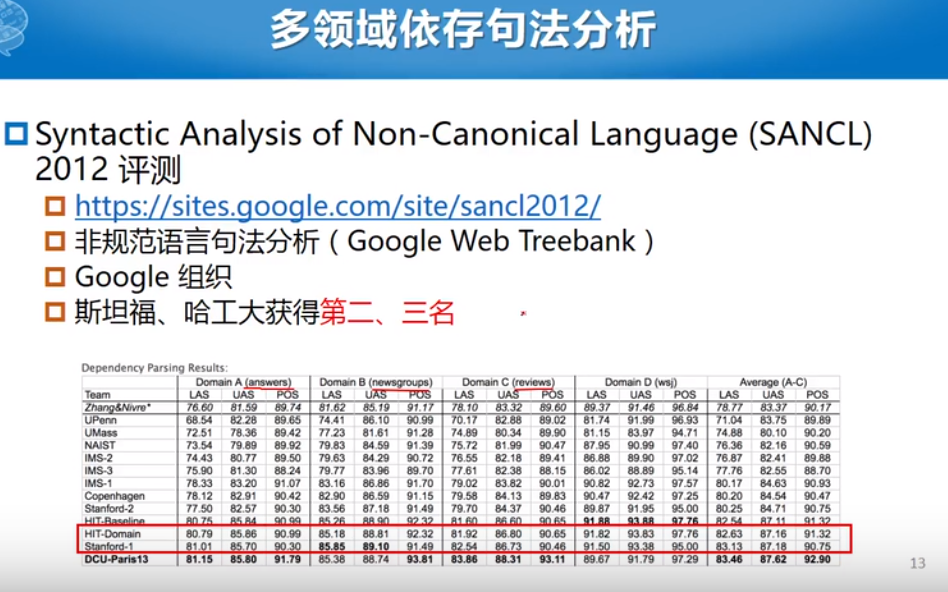 多领域依存句法分析
Syntactic Analysis of Non-Canonical Language (SANCL)
2012 评测
https://sites.google.com/site/sancl2012/
非规范语言句法分析（Google Web Treebank）
Google 组织
斯坦福、哈工大获得第二、三名
Dependency Parsing Results:
Domain A (answers) Domain B (newsgroups) Domain C (reviews) Domain D (wsj) Average (A-C)
Team LAS UAS POS LAS UAS POS LAS UAS POS LAS UAS POS LAS UAS POS
Zhang&Nivre* 76.60 81.59 89.74 81.62 85.19 91.17 78.10 83.32 89.60 89.37 91.46 96.84 78.77 83.37 90.17
UPenn 68.54 82.28 89.65 74.41 86.10 90.99 70.17 82.88 89.02 81.74 91.99 96.93 71.04 83.75 89.89
UMass 72.51 78.36 89.42 77.23 81.61 91.28 74.89 80.34 89.90 81.15 83.97 94.71 74.88 80.10 90.20
NAIST 73.54 79.89 89.92 79.83 84.59 91.39 75.72 81.99 90.47 87.95 90.99 97.40 76.36 82.16 90.59
IMS-2 74.43 80.77 89.50 79.63 84.29 90.72 76.55 82.18 89.41 86.88 89.90 97.02 76.87 82.41 89.88
IMS-3 75.90 81.30 88.24 79.77 83.96 89.70 77.61 82.38 88.15 86.02 88.89 95.14 77.76 82.55 88.70
IMS-1 78.33 83.20 91.07 83.16 86.86 91.70 79.02 83.82 90.01 90.82 92.73 97.57 80.17 84.63 90.93
Copenhagen 78.12 82.91 90.42 82.90 86.59 91.15 79.58 84.13 89.83 90.47 92.42 97.25 80.20 84.54 90.47
Stanford-2 77.50 82.57 90.30 83.56 87.18 91.49 79.70 84.37 90.46 89.87 91.95 95.00 80.25 84.71 90.75
HIT-Baseline 80.75 85.84 90.99 85.26 88.90 92.32 81.60 86.60 90.65 91.88 93.88 97.76 82.54 87.11 91.32
HIT-Domain 80.79 85.86 90.99 85.18 88.81 92.32 81.92 86.80 90.65 91.82 93.83 97.76 82.63 87.16 91.32
Stanford-1 81.01 85.70 90.30 85.85 89.10 91.49 82.54 86.73 90.46 91.50 93.38 95.00 83.13 87.18 90.75
DCU-Paris13 81.15 85.80 91.79 85.38 88.74 93.81 83.86 88.31 93.11 89.67 91.79 97.29 83.46 87.62 92.90
13